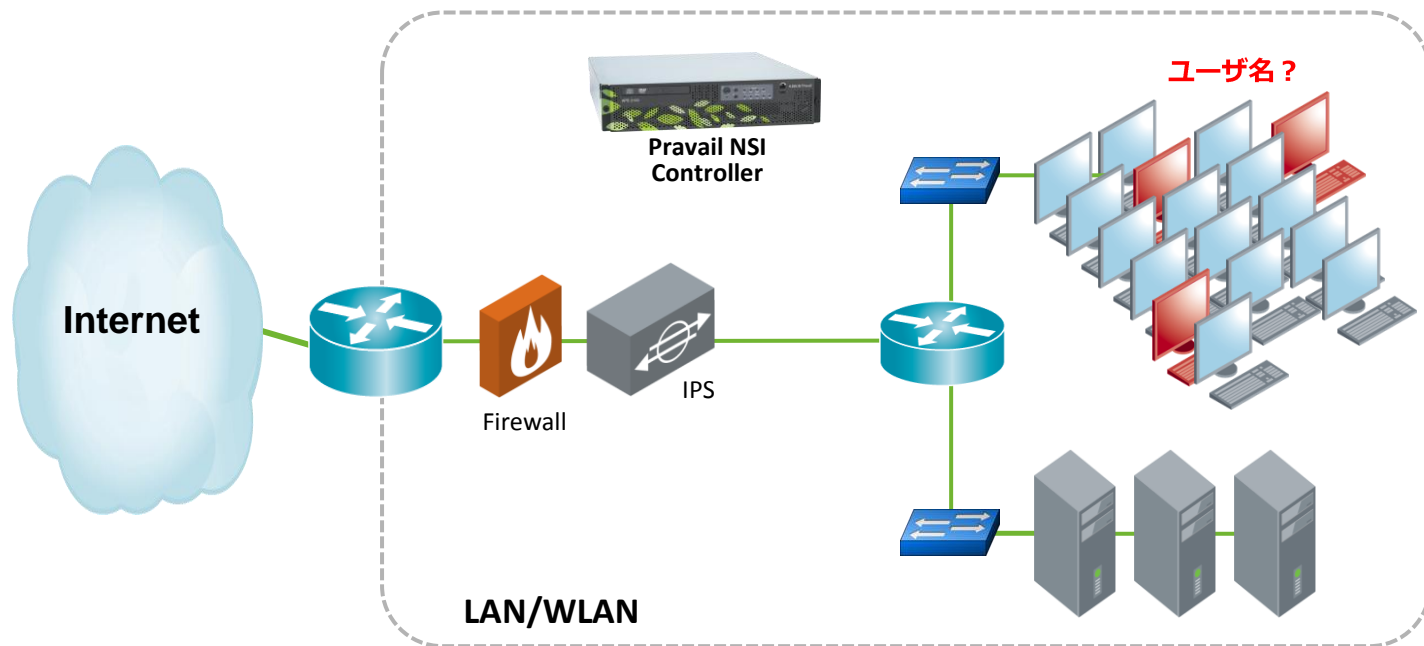 ユーザ名？
Pravail NSI
Controller
Internet
IPS
Firewall
LAN/WLAN